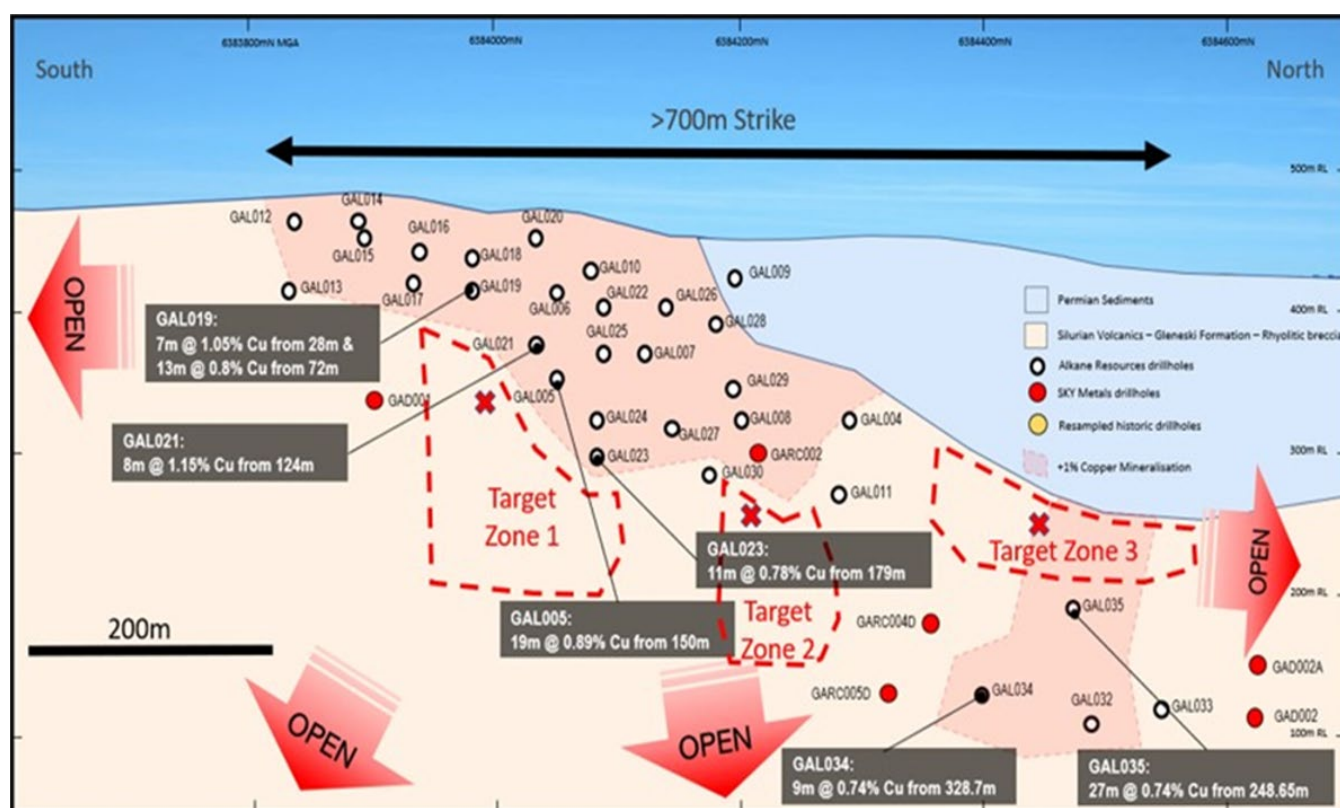 6383800mN MGA
6384000mN
6384200mN
6384400mN
6384600mN
South
North
>700m Strike
500m RL
GAL012
GAL014
GAL015
GAL016
GAL020
GAL018
GAL010
GAL009
GAL013
GAL017
GAL019
GAL006
GAL022
GAL026
GAL028
Permian Sediments
400m RL
Silurian Volcanics – Gleneski Formation – Rhyolitic breccia
Alkane Resources drillholes
SKY Metals drillholes
Resampled historic drillholes
+1% Copper Mineralisation
OPEN
GAL019:
7m @ 1.05% Cu from 28m &
13m @ 0.8% Cu from 72m
GAL021
GAL025
GAL007
GAL005
GAL029
GAD001
GAL024
GAL027
GAL008
GAL004
GAL021:
8m @ 1.15% Cu from 124m
GAL023
GARC002
300m RL
GAL030
GAL011
Target
Zone 1
GAL023:
11m @ 0.78% Cu from 179m
Target Zone 3
OPEN
GAL005:
19m @ 0.89% Cu from 150m
Target
Zone 2
200m RL
GAL035
GARC004D
200m
GARC005D
GAL034
GAL032
GAL033
GAD002A
GAD002
OPEN
OPEN
100m RL
GAL034:
9m @ 0.74% Cu from 328.7m
GAL035:
27m @ 0.74% Cu from 248.65m